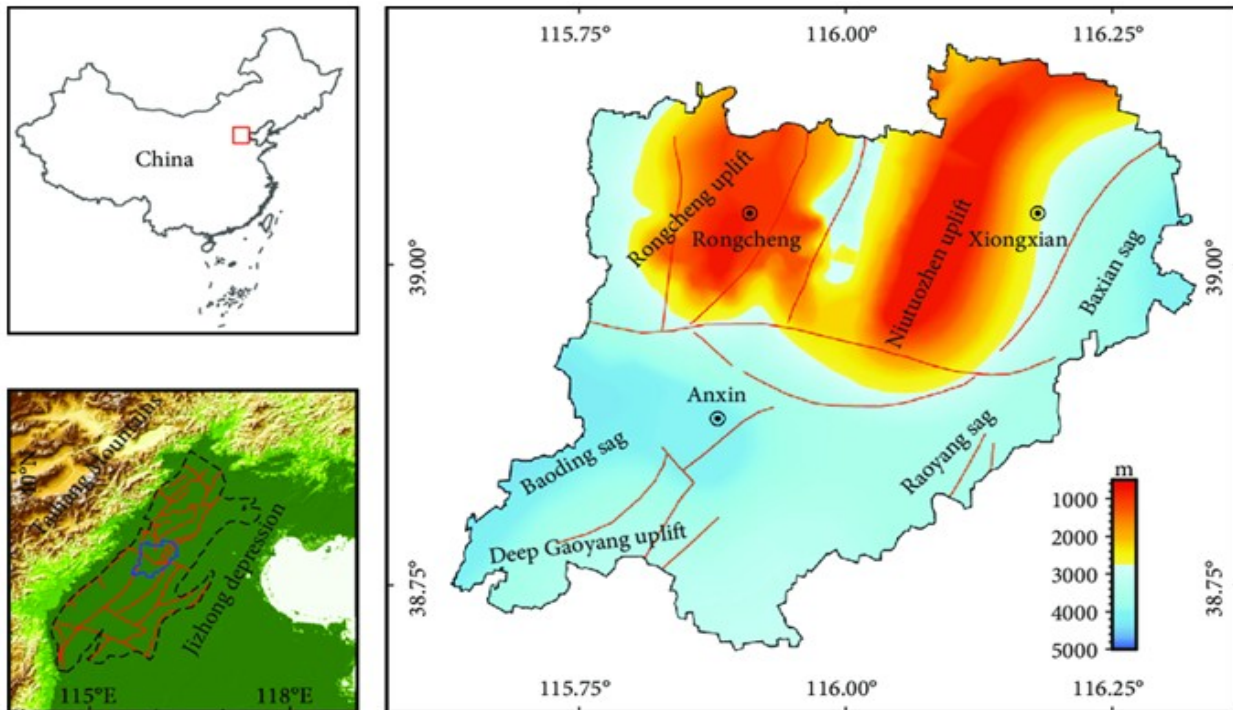 China
Taihang Mountains
Jizhong depression
115°E
118°E
115.75°
116.00°
116.25°
39.00°
38.75°
Rongcheng uplift
Rongcheng
Niutuozhen uplift
Xiongxian
Baxian sag
Anxin
Baoding sag
Raoyang sag
Deep Gaoyang uplift
m
1000
2000
3000
4000
5000
39.00°
38.75°
115.75°
116.00°
116.25°